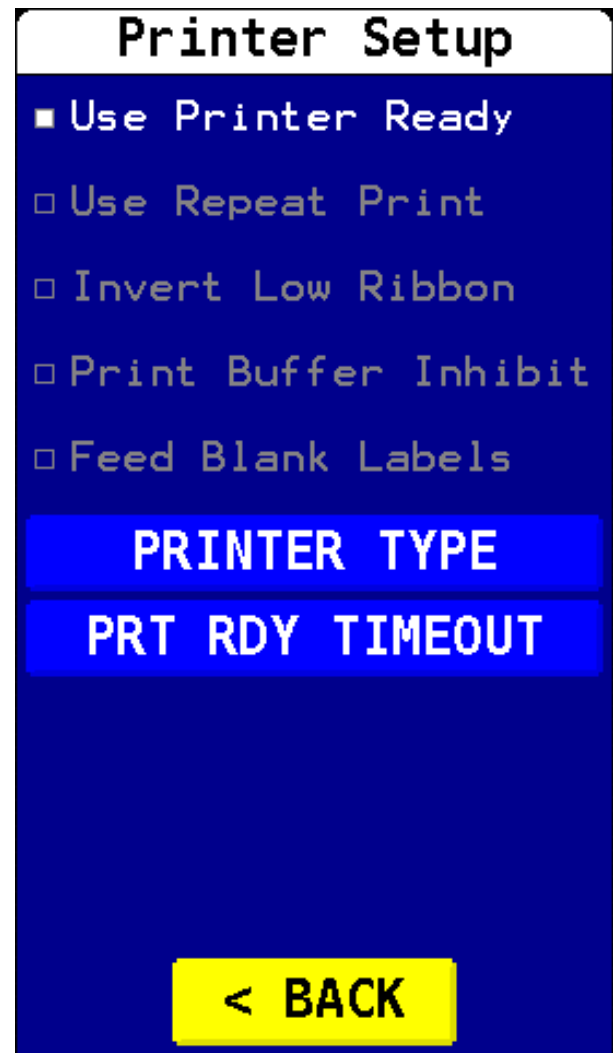 Printer Setup
Use Printer Ready
Use Repeat Print
Invert Low Ribbon
Print Buffer Inhibit
Feed Blank Labels
PRINTER TYPE
PRT RDY TIMEOUT
< BACK